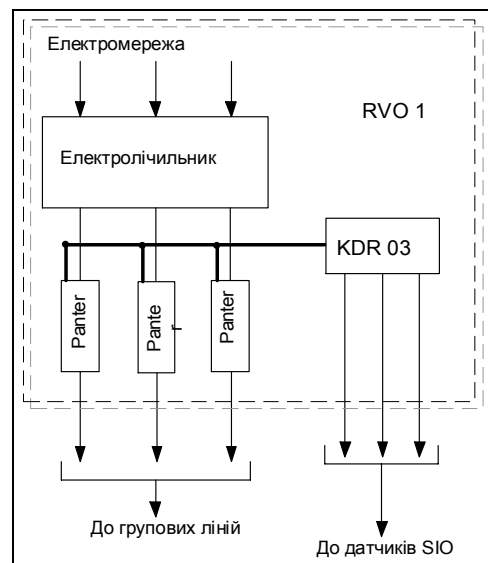 Електромережа
RVO 1
Електролічильник
KDR 03
Panter
Pante
r
Panter
До групових ліній
До датчиків SIO